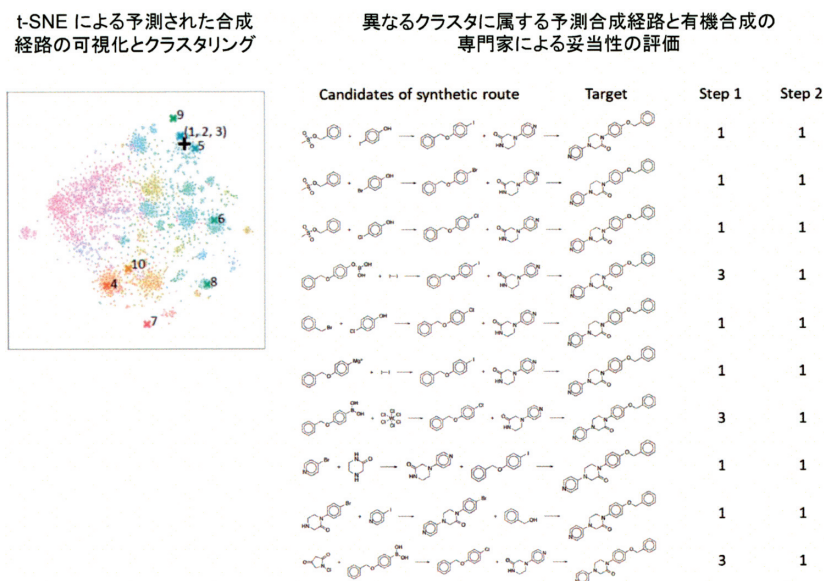 t-SNE による予測された合成
経路の可視化とクラスタリング
異なるクラスタに属する予測合成経路と有機合成の
専門家による妥当性の評価
9
(1, 2, 3)
5
6
10
4
8
7
Candidates of synthetic route Target Step 1 Step 2
1 1
1 1
1 1
3 1
1 1
1 1
3 1
1 1
1 1
3 1